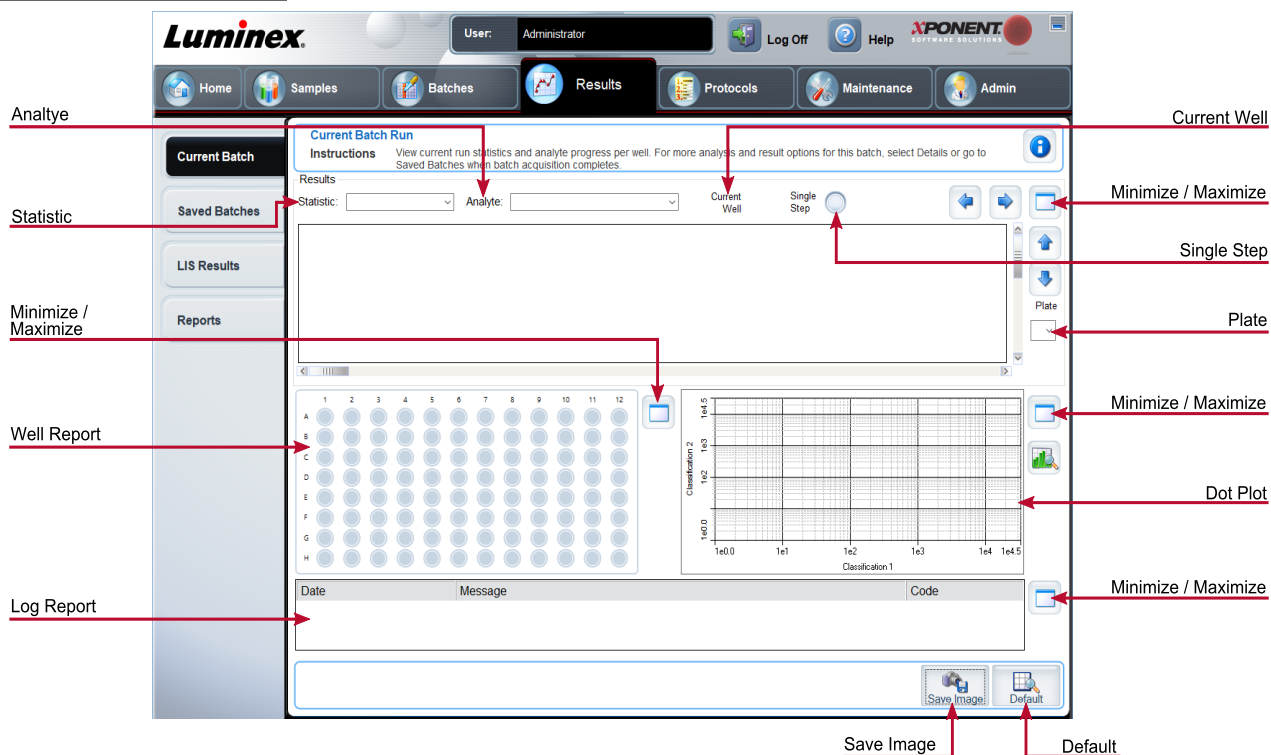 Luminex.
User: Administrator
Log Off
Help
XPONENT.
SOFTWARE SOLUTIONS
Home
Samples
Batches
Results
Protocols
Maintenance
Admin
Analtye
Current Well
Current Batch Run
Instructions View current run statistics and analyte progress per well. For more analysis and result options for this batch, select Details or go to
Saved Batches when batch acquisition completes.
Current Batch
Results
Minimize / Maximize
Statistic:
Analyte:
Current
Well
Single
Step
Saved Batches
Statistic
Single Step
LIS Results
Minimize /
Maximize
Reports
Plate
Plate
1 2 3 4 5 6 7 8 9 10 11 12
A
B
C
D
E
F
G
H
Minimize / Maximize
Well Report
Classification 2
1e4.5
1e3
1e2
1e0.0
1e0.0 1e1 1e2 1e3 1e4 1e4.5
Classification 1
Dot Plot
Date Message Code
Minimize / Maximize
Log Report
Save Image
Default
Save Image
Default